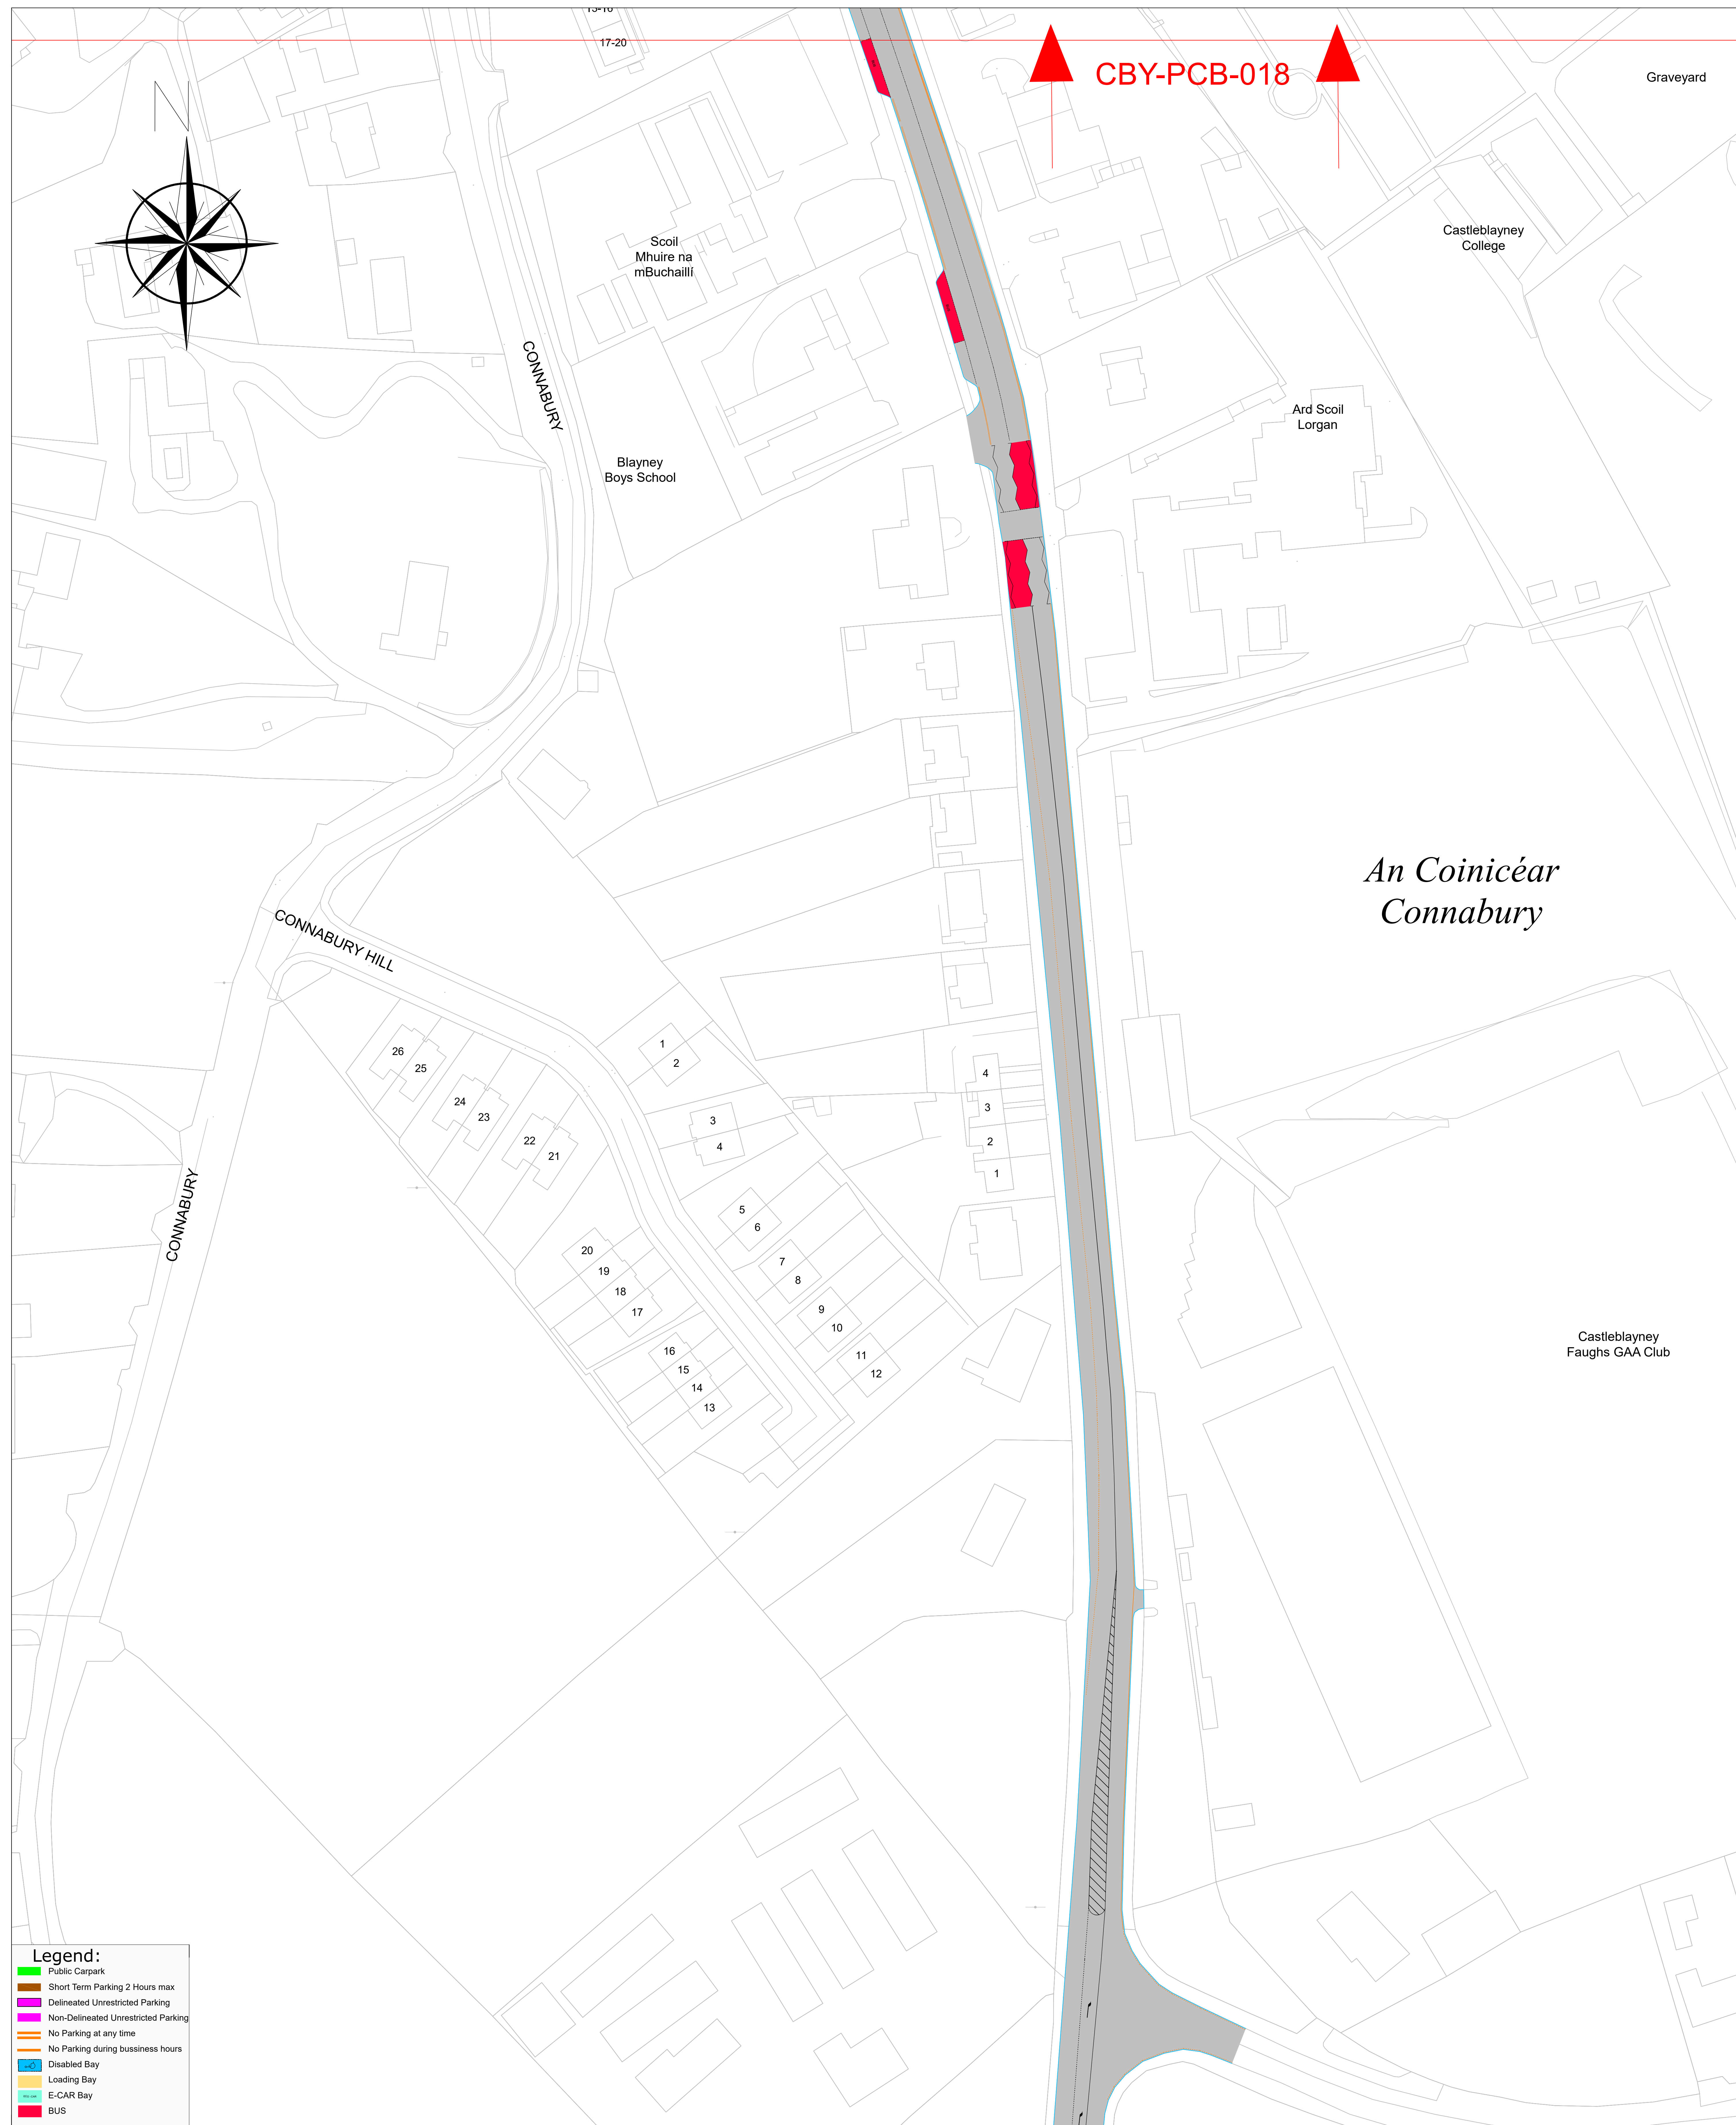 17-20
CBY-PCB-018
Graveyard
N
Castleblayney
College
Scoil
Mhuire na
mBuchaillí
CONNABURY
Ard Scoil
Lorgan
Blayney
Boys School
An Coinicéar
Connabury
CONNABURY HILL
26
25
24
23
22
21
1
2
3
4
4
3
2
1
CONNABURY
5
6
7
8
9
10
11
12
20
19
18
17
16
15
14
13
Castleblayney
Faughs GAA Club
Legend:
Public Carpark
Short Term Parking 2 Hours max
Delineated Unrestricted Parking
Non-Delineated Unrestricted Parking
No Parking at any time
No Parking during bussiness hours
Disabled Bay
Loading Bay
E-CAR Bay
BUS